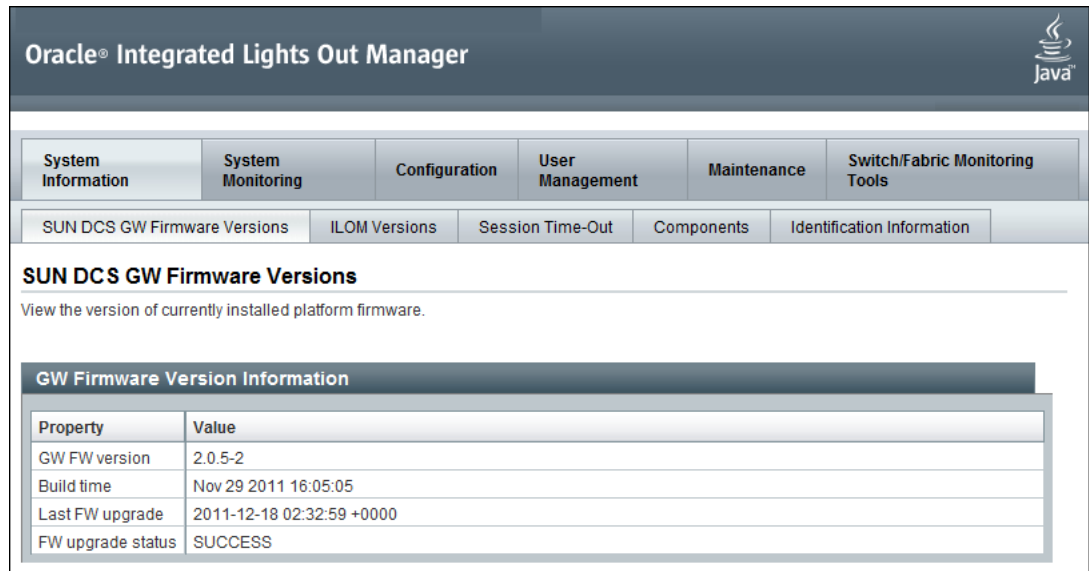 Oracle® Integrated Lights Out Manager
Java™
System Information
System Monitoring
Configuration
User Management
Maintenance
Switch/Fabric Monitoring Tools
SUN DCS GW Firmware Versions
ILOM Versions
Session Time-Out
Components
Identification Information
SUN DCS GW Firmware Versions
View the version of currently installed platform firmware.
GW Firmware Version Information
Property Value
GW FW version 2.0.5-2
Build time Nov 29 2011 16:05:05
Last FW upgrade 2011-12-18 02:32:59 +0000
FW upgrade status SUCCESS